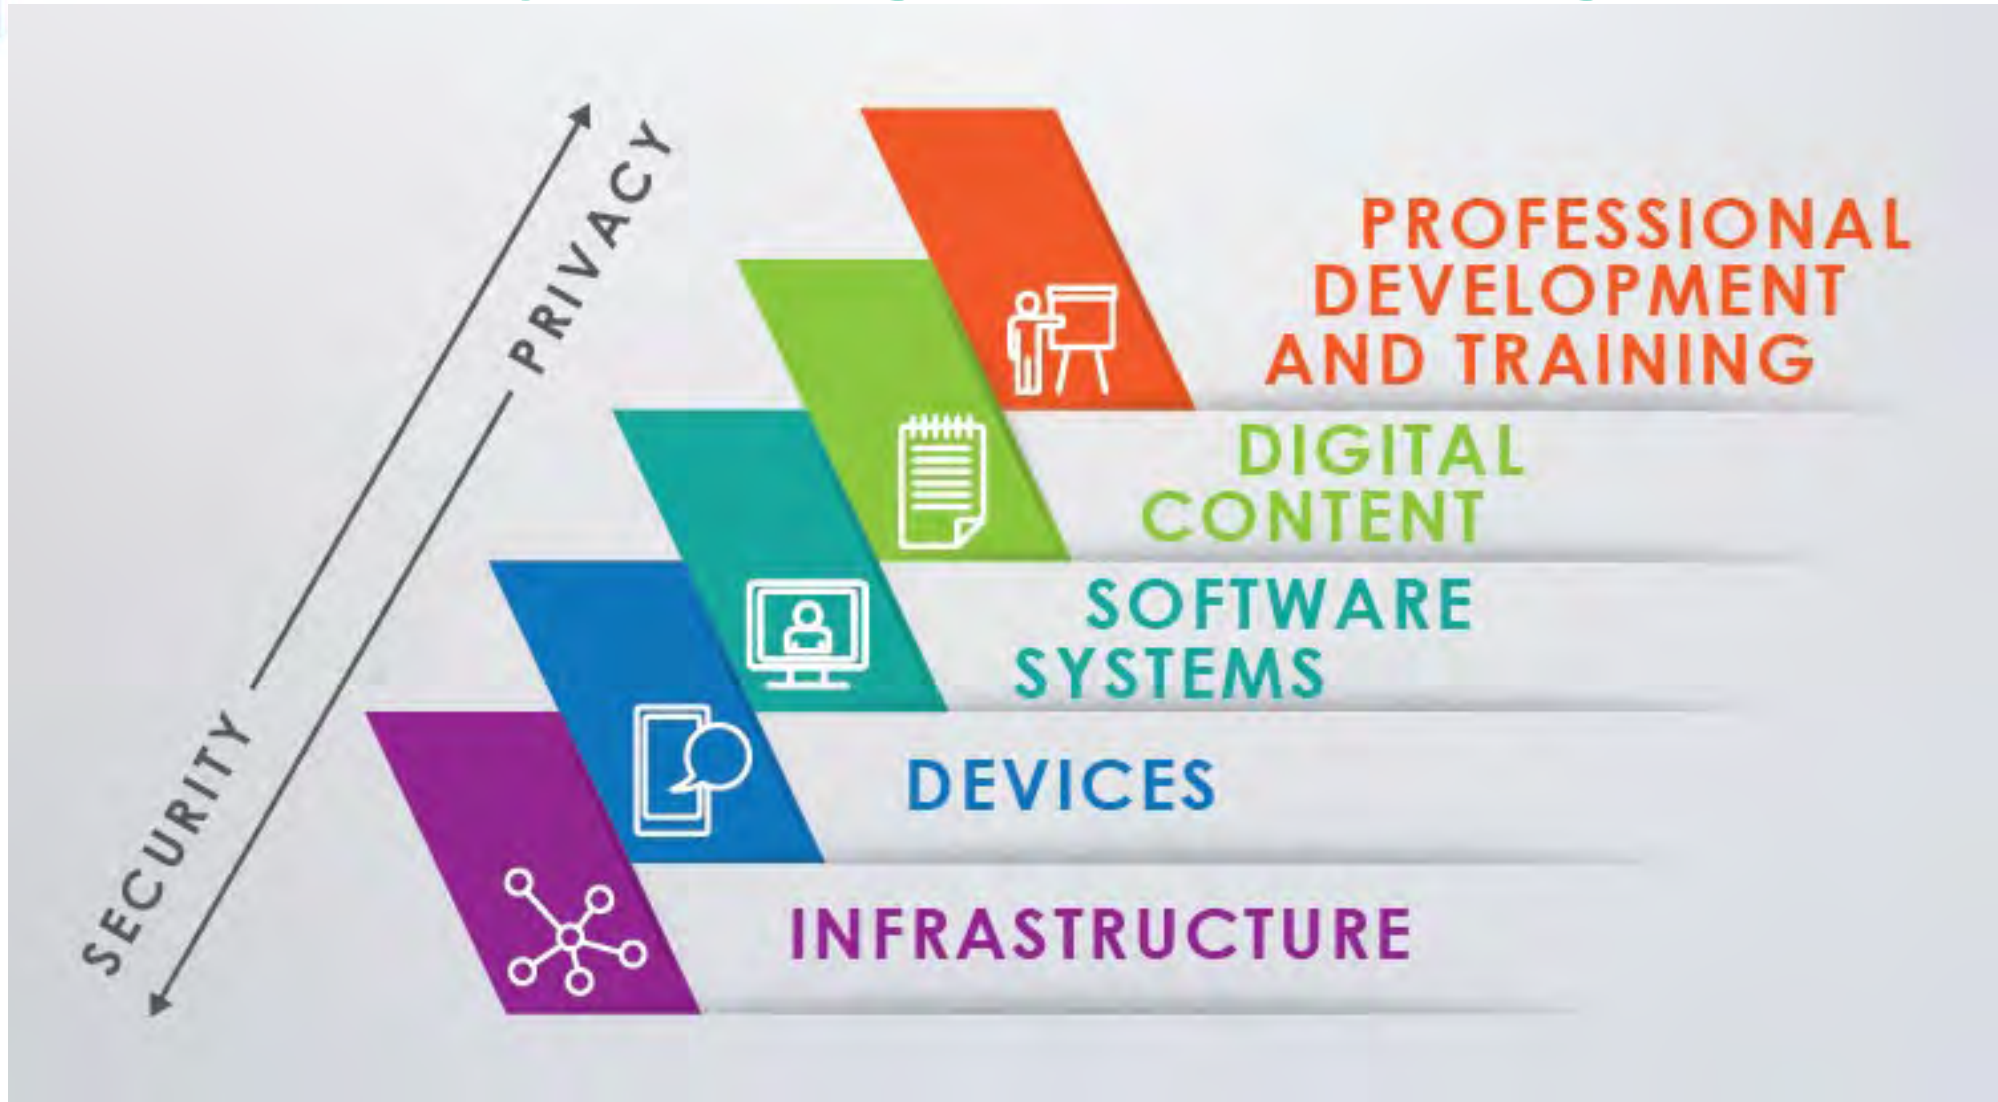 PRIVACY
SECURITY
PROFESSIONAL
DEVELOPMENT
AND TRAINING
DIGITAL
CONTENT
SOFTWARE
SYSTEMS
DEVICES
INFRASTRUCTURE